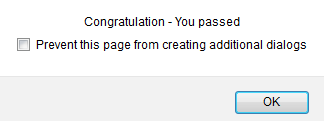 Congratulation - You passed
Prevent this page from creating additional dialogs
OK